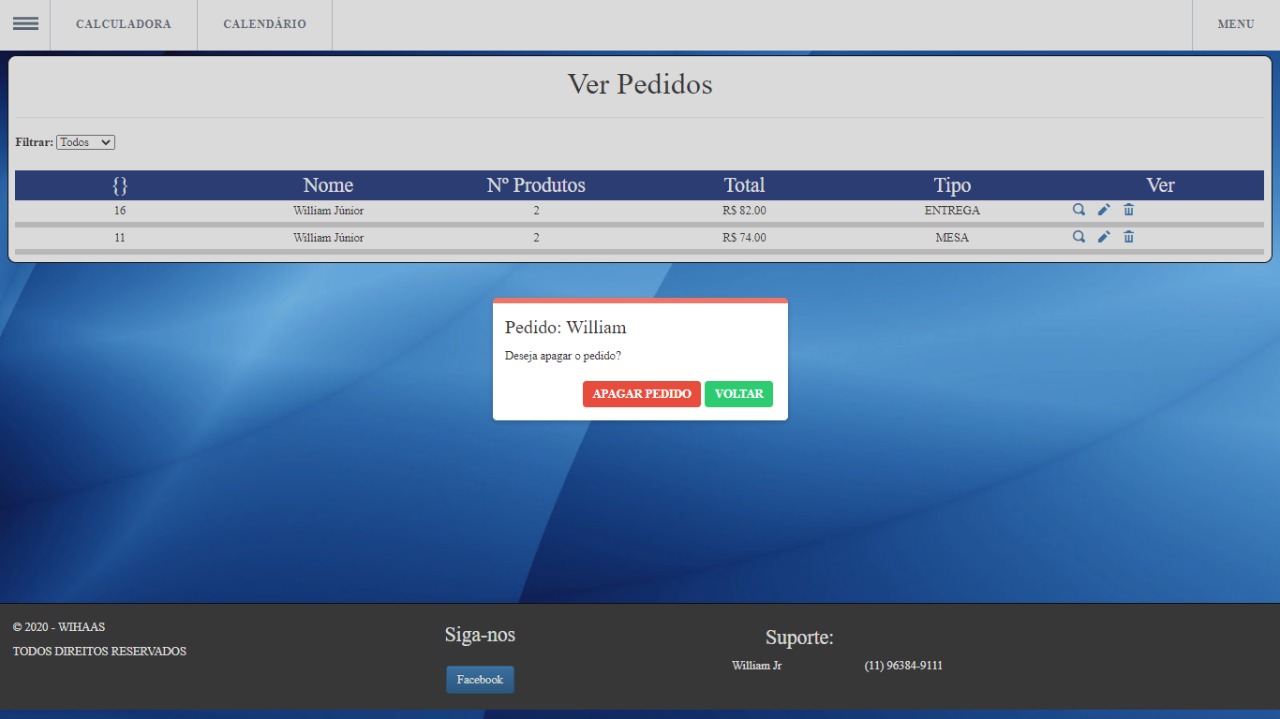 CALCULADORA CALENDÁRIO MENU
Ver Pedidos
Filtrar: Todos
{} Nome Nº Produtos Total Tipo Ver
16 William Júnior 2 R$ 82.00 ENTREGA
11 William Júnior 2 R$ 74.00 MESA
Pedido: William
Deseja apagar o pedido?
APAGAR PEDIDO VOLTAR
© 2020 - WIHAAS
TODOS DIREITOS RESERVADOS
Siga-nos
Facebook
Suporte:
William Jr (11) 96384-9111